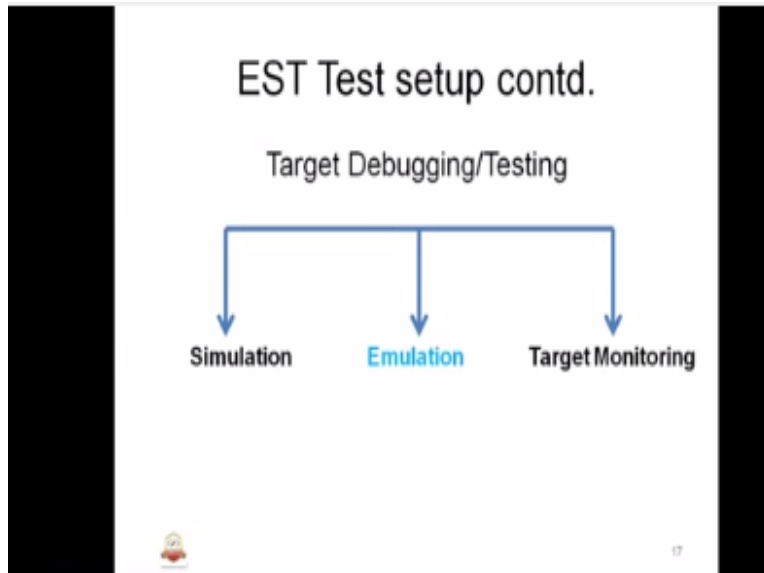 EST Test setup contd.
Target Debugging/Testing
Simulation Emulation Target Monitoring
17